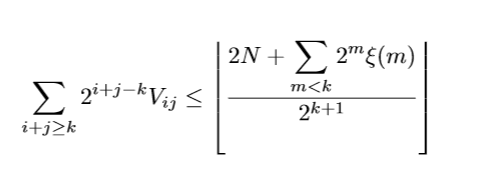 \sum_{i+j \geq k} 2^{i+j-k} V_{ij} \leq \left\lfloor \frac{2N + \sum_{m<k} 2^m \xi(m)}{2^{k+1}} \right\rfloor